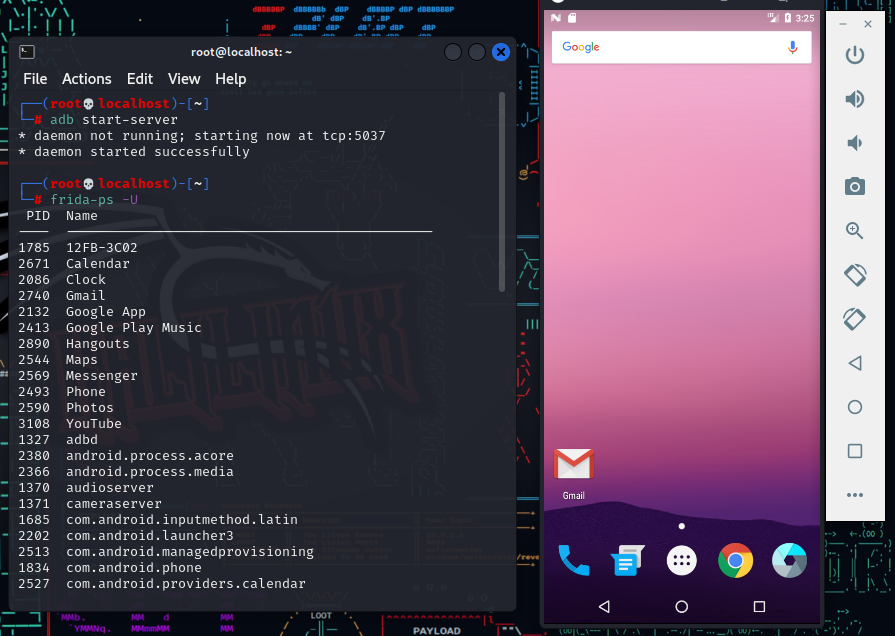 root@localhost: ~
File Actions Edit View Help
┌──(root💀localhost)-[~]
└─# adb start-server
* daemon not running; starting now at tcp:5037
* daemon started successfully
┌──(root💀localhost)-[~]
└─# frida-ps -U
PID Name
1785 12FB-3C02
2671 Calendar
2086 Clock
2740 Gmail
2132 Google App
2413 Google Play Music
2890 Hangouts
2544 Maps
2569 Messenger
2493 Phone
2590 Photos
3108 YouTube
1327 adbd
2380 android.process.acore
2366 android.process.media
1370 audioserver
1371 cameraserver
1685 com.android.inputmethod.latin
2202 com.android.launcher3
2513 com.android.managedprovisioning
1834 com.android.phone
2527 com.android.providers.calendar
LOOT
PAYLOAD
3:25
Google
Gmail